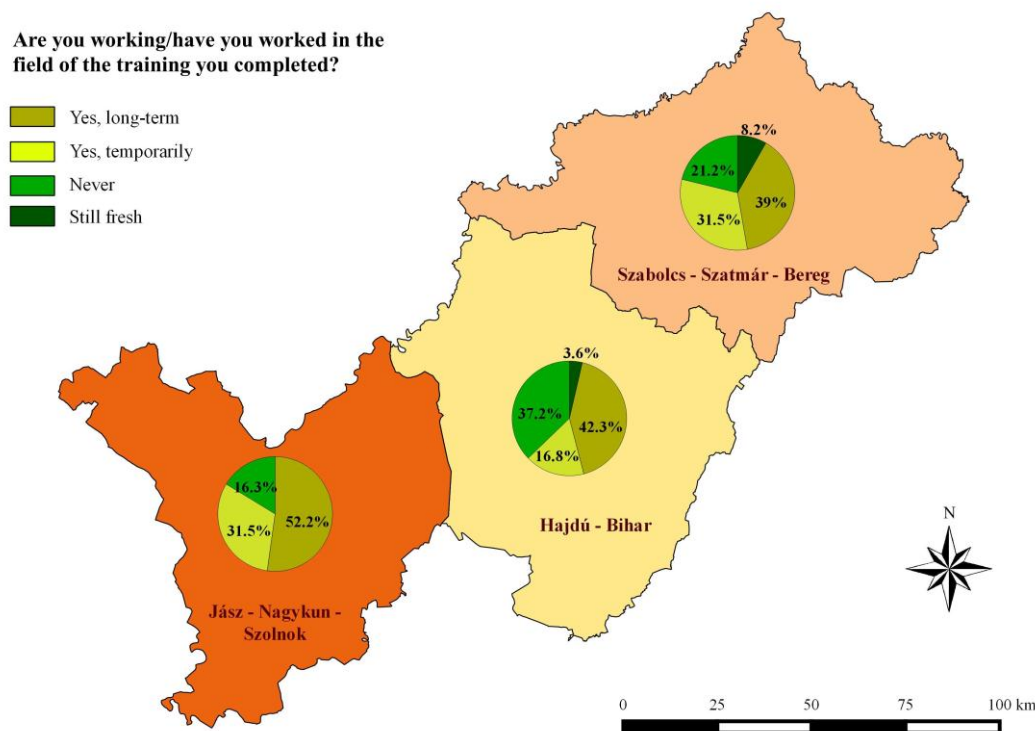 Are you working/have you worked in the
field of the training you completed?
Yes, long-term
Yes, temporarily
Never
Still fresh
8.2%
21.2%
39%
31.5%
Szabolcs - Szatmár - Bereg
3.6%
37.2%
42.3%
16.8%
Hajdú - Bihar
16.3%
31.5%
52.2%
Jász - Nagykun -
Szolnok
N
0 25 50 75 100 km